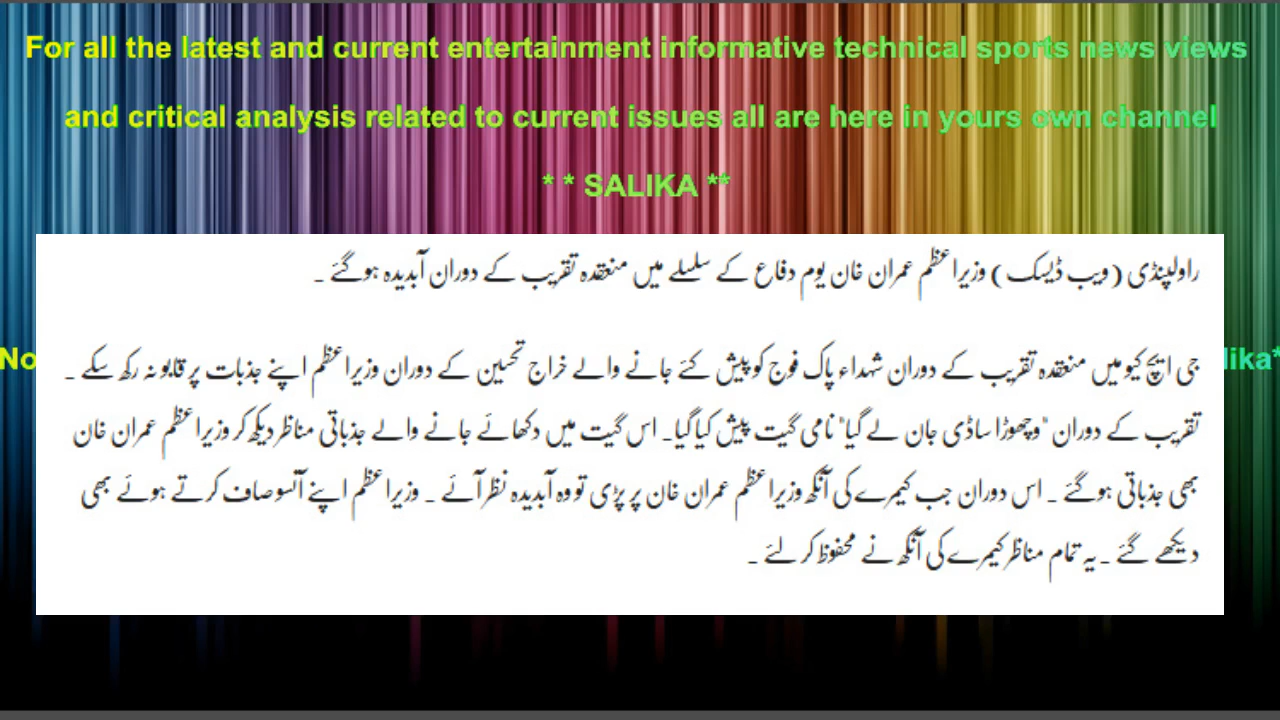 For all the latest and current entertainment informative technical sports news views
and critical analysis related to current issues all are here in yours own channel
* * SALIKA **
راولپنڈی (ویب ڈیسک) وزیراعظم عمران خان یوم دفاع کے سلسلے میں منعقدہ تقریب کے دوران آبدیدہ ہوگئے ۔
No
lika*
جی ایچ کیو میں منعقدہ تقریب کے دوران شہداء پاک فوج کو پیش کئے جانے والے خراج تحسین کے دوران وزیراعظم اپنے جذبات پر قابو نہ رکھ سکے ۔
تقریب کے دوران "وچھوڑا ساڈی جان لے گیا" نامی گیت پیش کیا گیا۔ اس گیت میں دکھائے جانے والے جذباتی مناظر دیکھ کر وزیراعظم عمران خان
بھی جذباتی ہوگئے ۔ اس دوران جب کیمرے کی آنکھ وزیراعظم عمران خان پر پڑی تو وہ آبدیدہ نظر آئے ۔ وزیراعظم اپنے آنسو صاف کرتے ہوئے بھی
دیکھے گئے ۔ یہ تمام مناظر کیمرے کی آنکھ نے محفوظ کر لئے ۔